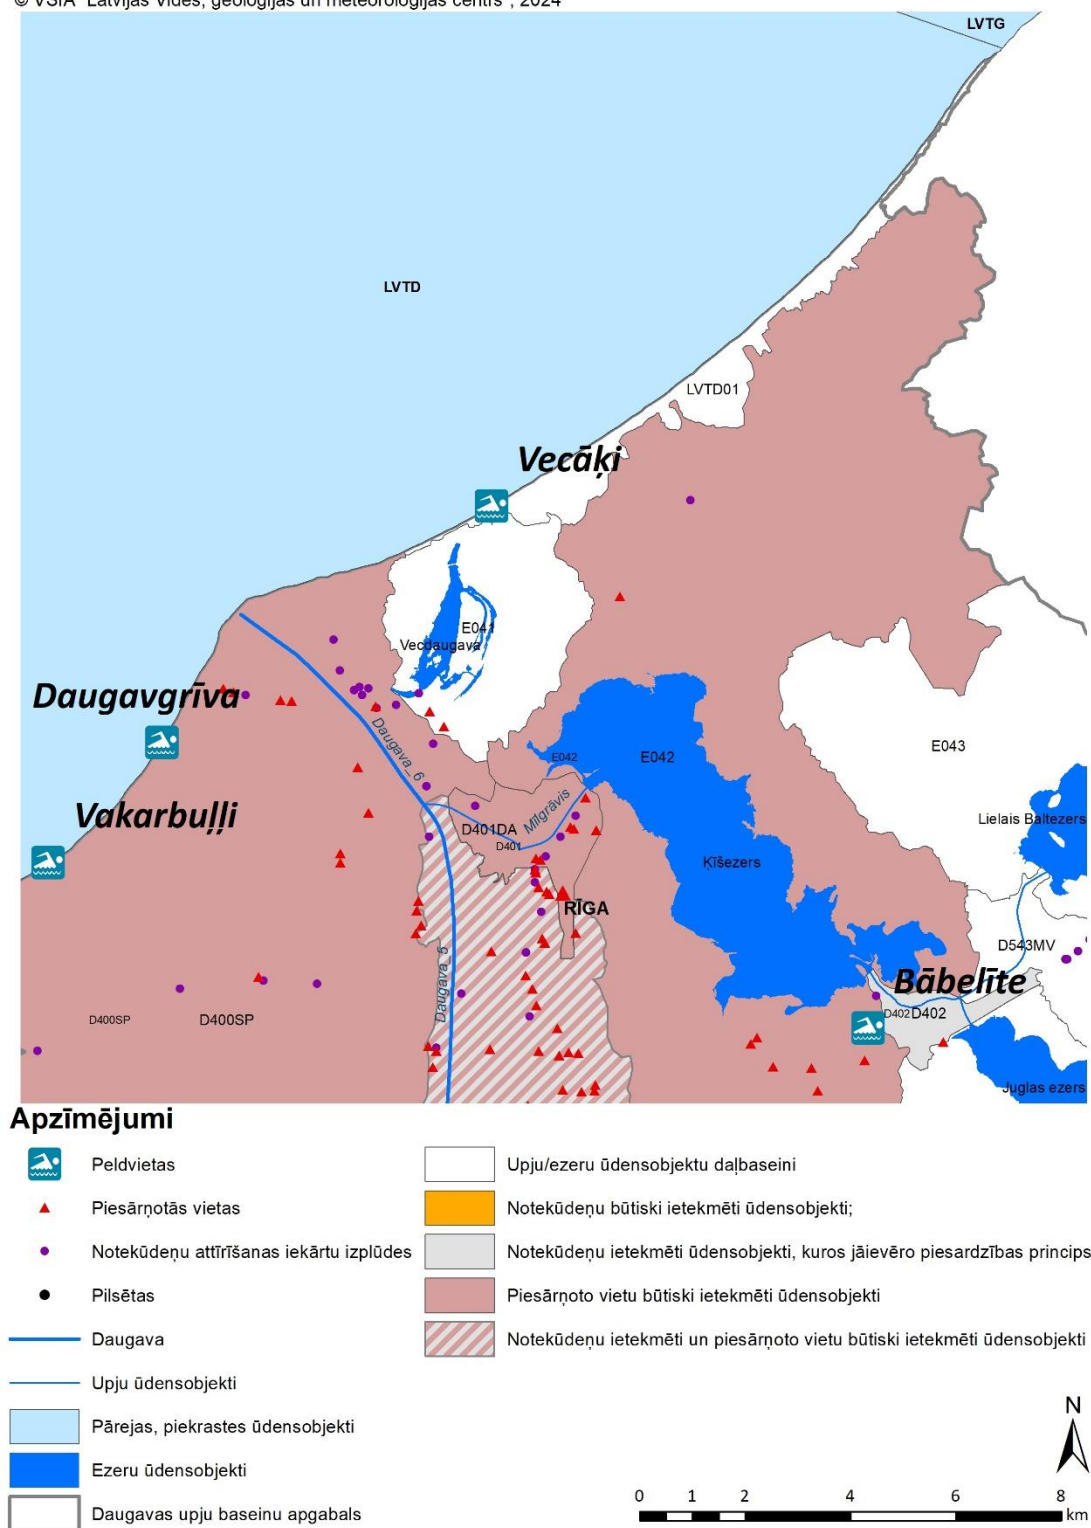 © VSIA "Latvijas Vides, ģeoloģijas un meteoroloģijas centrs", 2024
LVTG
LVTD
LVTD01
Vecāķi
E041
Vecdaugava
Daugavgrīva
Daugava_6
E042
E042
E043
Vakarbuļļi
Mīlgrāvis
D401DA
D401
Lielais Baltezers
Ķīšezers
RĪGA
D543MV
Daugava_5
Bābelīte
D402
D402
D400SP
D400SP
Juglas ezers
Apzīmējumi
Peldvietas
Piesārņotās vietas
Notekūdeņu attīrīšanas iekārtu izplūdes
Pilsētas
Daugava
Upju ūdensobjekti
Pārejas, piekrastes ūdensobjekti
Ezeru ūdensobjekti
Daugavas upju baseinu apgabals
Upju/ezeru ūdensobjektu daļbaseini
Notekūdeņu būtiski ietekmēti ūdensobjekti;
Notekūdeņu ietekmēti ūdensobjekti, kuros jāievēro piesardzības princips
Piesārņoto vietu būtiski ietekmēti ūdensobjekti
Notekūdeņu ietekmēti un piesārņoto vietu būtiski ietekmēti ūdensobjekti
N
0 1 2 4 6 8
km